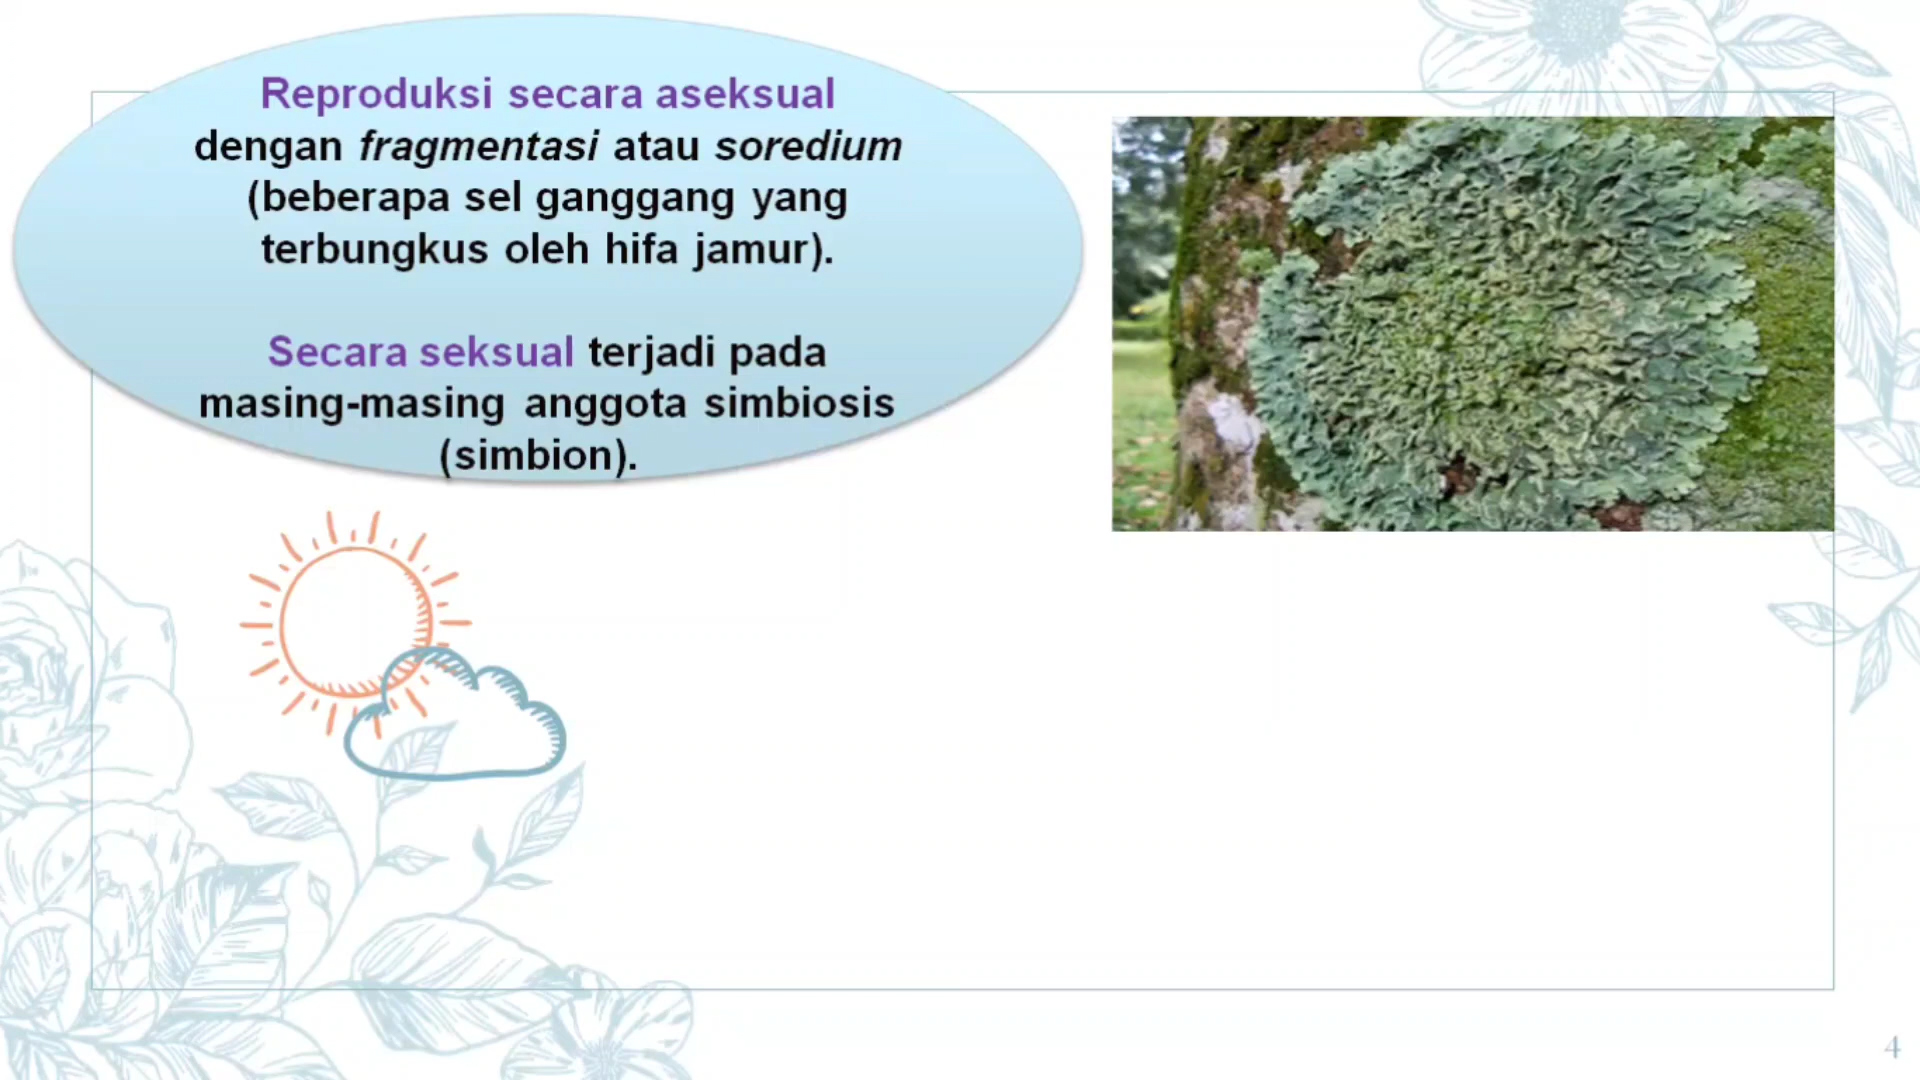 Reproduksi secara aseksual
dengan fragmentasi atau soredium
(beberapa sel ganggang yang
terbungkus oleh hifa jamur).
Secara seksual terjadi pada
masing-masing anggota simbiosis
(simbion).
4